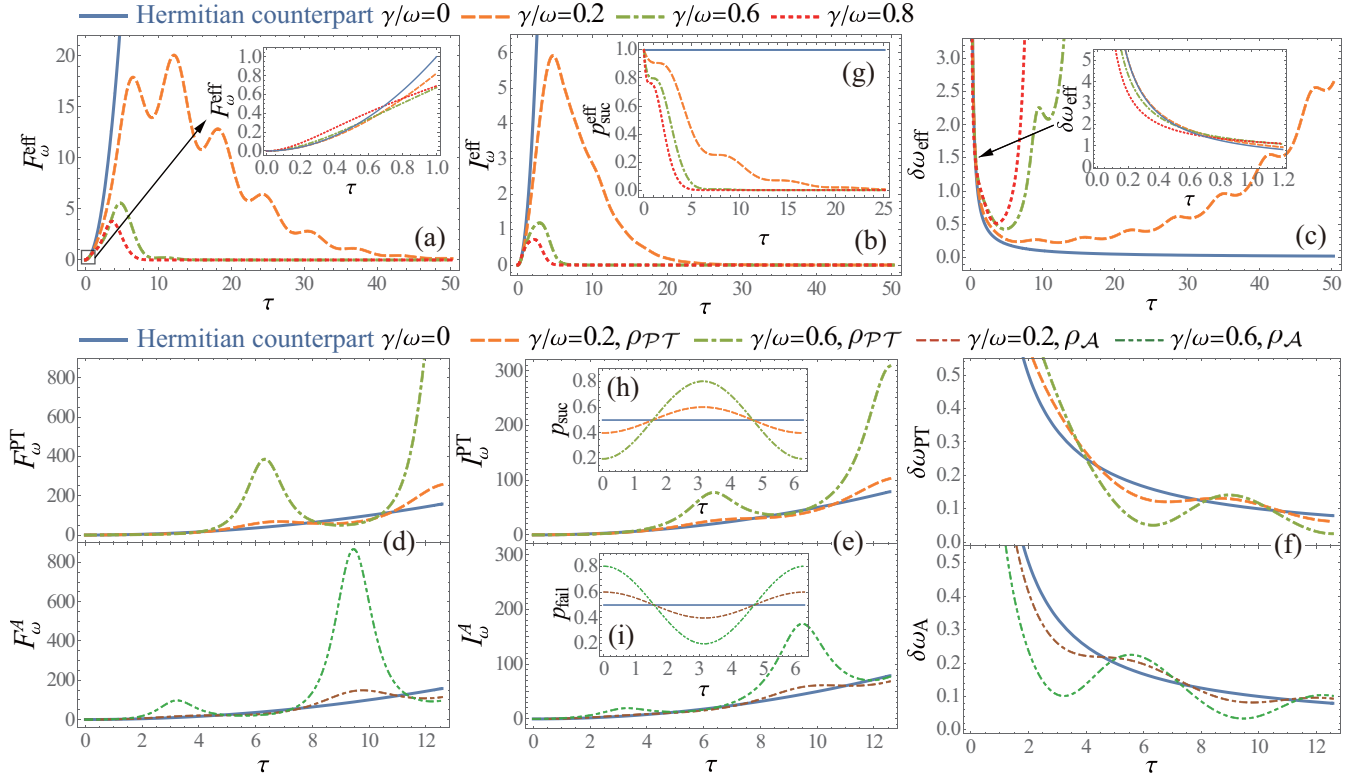 Hermitian counterpart γ/ω=0 γ/ω=0.2 γ/ω=0.6 γ/ω=0.8
F_ω^eff
20
15
10
5
0
0 10 20 30 40 50
τ
(a)
F_ω^eff
1.0
0.8
0.6
0.4
0.2
0.0
0.0 0.2 0.4 0.6 0.8 1.0
τ
I_ω^eff
6
5
4
3
2
1
0
0 10 20 30 40 50
τ
(b)
p_suc^eff
1.0
0.8
0.6
0.4
0.2
0.0
0 5 10 15 20 25
τ
(g)
δω_eff
3.0
2.5
2.0
1.5
1.0
0.5
0.0
0 10 20 30 40 50
τ
(c)
δω_eff
5
4
3
2
1
0
0.0 0.2 0.4 0.6 0.8 1.0 1.2
τ
Hermitian counterpart γ/ω=0 γ/ω=0.2, ρ_PT γ/ω=0.6, ρ_PT γ/ω=0.2, ρ_A γ/ω=0.6, ρ_A
F_ω^PT
800
600
400
200
0
(d)
F_ω^A
800
600
400
200
0
0 2 4 6 8 10 12
τ
I_ω^PT
300
200
100
0
(h)
p_suc
0.8
0.6
0.4
0.2
0 1 2 3 4 5 6
τ
(e)
I_ω^A
300
200
100
0
0 2 4 6 8 10 12
τ
p_fail
0.8
0.6
0.4
0.2
(i)
0 1 2 3 4 5 6
τ
δω_PT
0.5
0.4
0.3
0.2
0.1
0.0
(f)
δω_A
0.5
0.4
0.3
0.2
0.1
0.0
0 2 4 6 8 10 12
τ